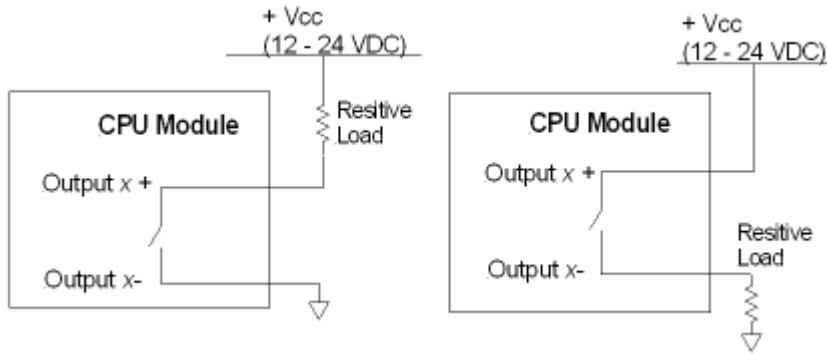 + Vcc
(12 - 24 VDC)
CPU Module
Resitive
Load
Output x +
Output x-
+ Vcc
(12 - 24 VDC)
CPU Module
Output x +
Output x-
Resitive
Load